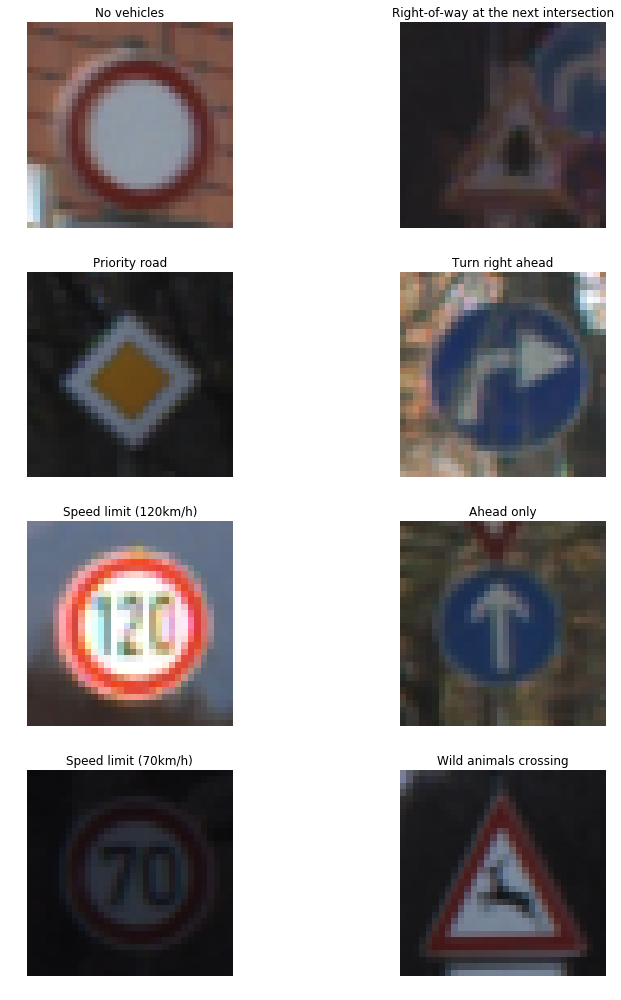 No vehicles
Right-of-way at the next intersection
Priority road
Turn right ahead
Speed limit (120km/h)
Ahead only
120
Speed limit (70km/h)
Wild animals crossing
70